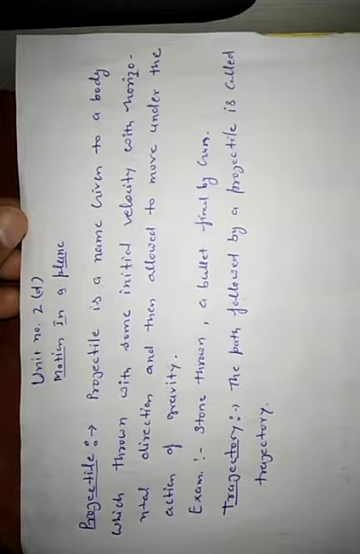 Unit no. 2 (d)
Motion In a plane
Projectile :→ Projectile is a name Given to a body
which thrown with some initial velocity with horizo-
ntal direction and then allowed to move under the
action of gravity.
Exam. :- Stone thrown, a bullet fired by Gun.
Trajectory :→ The path followed by a projectile is called
trajectory.